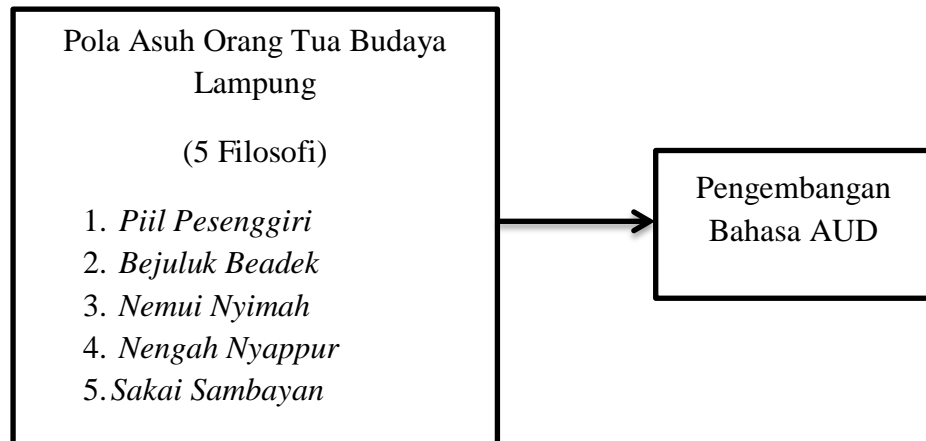 Pola Asuh Orang Tua Budaya
Lampung
(5 Filosofi)
1. Piil Pesenggiri
2. Bejuluk Beadek
3. Nemui Nyimah
4. Nengah Nyappur
5. Sakai Sambayan
Pengembangan
Bahasa AUD